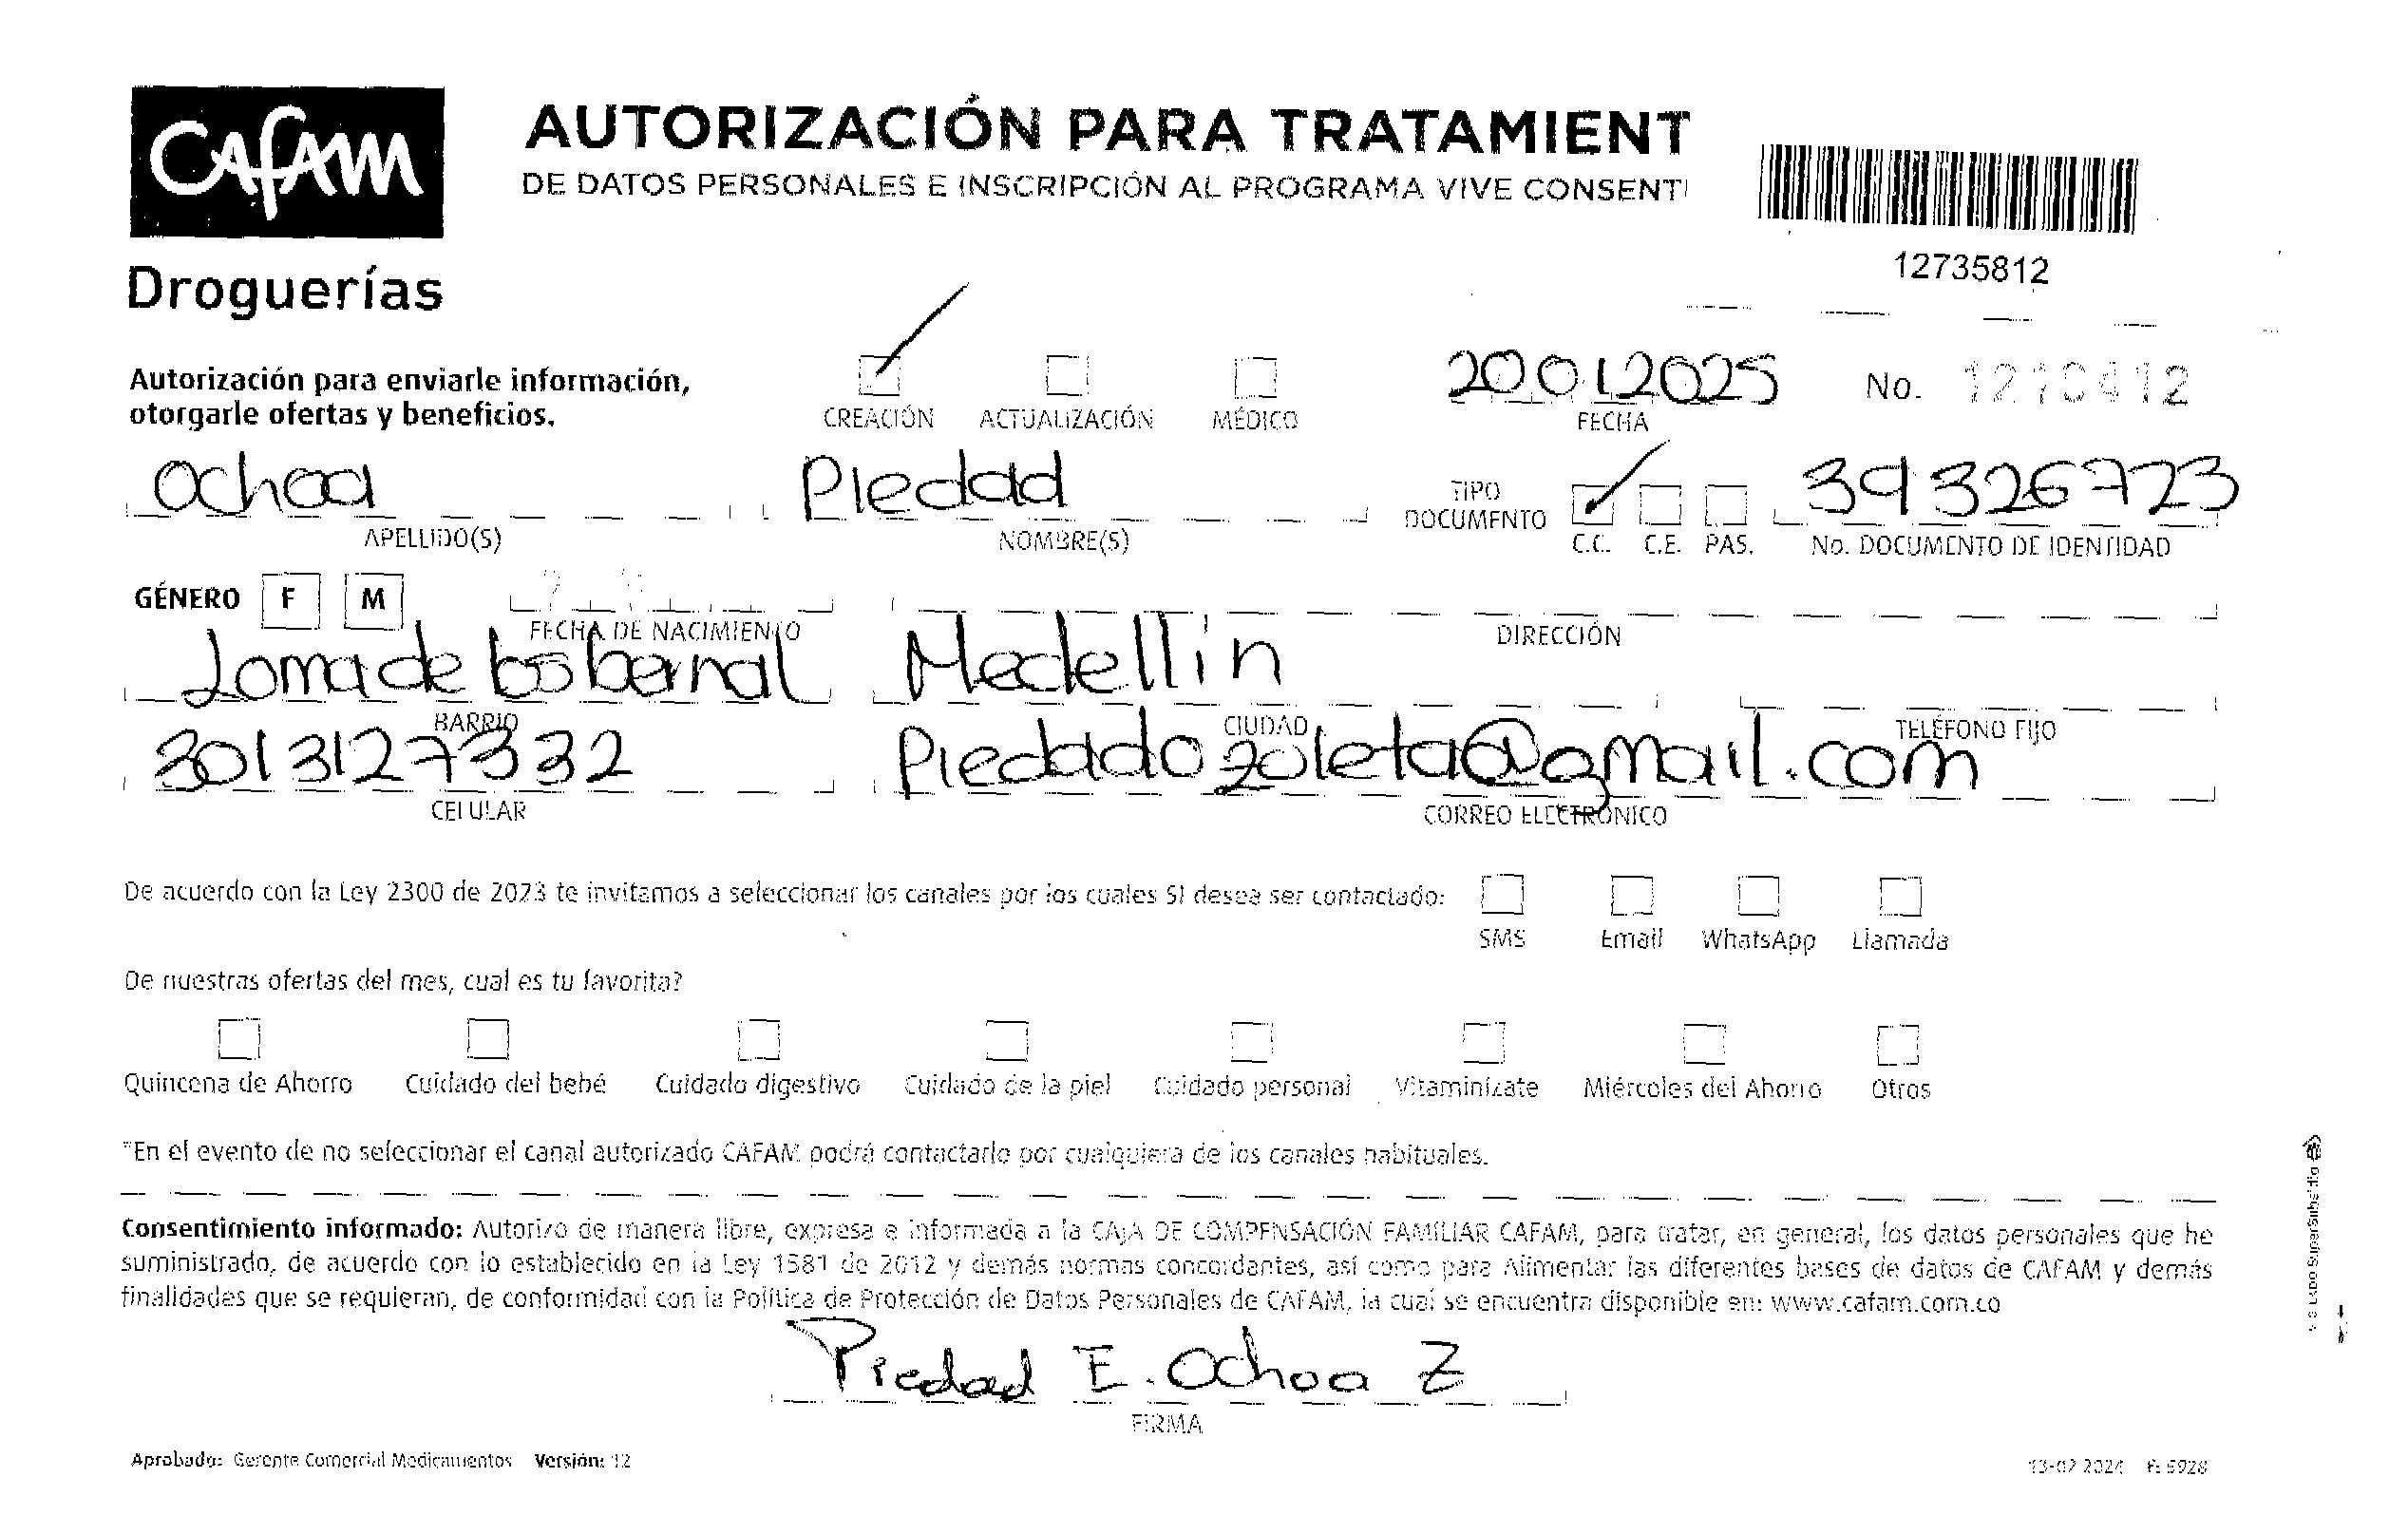 CAFAM
Droguerías
AUTORIZACIÓN PARA TRATAMIENT
DE DATOS PERSONALES E INSCRIPCIÓN AL PROGRAMA VIVE CONSENTI
12735812
Autorización para enviarle información,
otorgarle ofertas y beneficios.
CREACIÓN ACTUALIZACIÓN MÉDICO
20012025
FECHA
No.
Ochoa Piedad
APELLIDO(S) NOMBRE(S)
TIPO
DOCUMENTO
C.C. C.E. PAS.
39326723
No. DOCUMENTO DE IDENTIDAD
GÉNERO F M
FECHA DE NACIMIENTO DIRECCIÓN
Loma de los bernal Medellin
BARRIO CIUDAD TELÉFONO FIJO
3013127332 Piedadozuleta@gmail.com
CELULAR CORREO ELECTRÓNICO
De acuerdo con la Ley 2300 de 2023 te invitamos a seleccionar los canales por los cuales SI desea ser contactado:
SMS Email WhatsApp Llamada
De nuestras ofertas del mes, cual es tu favorita?
Quincena de Ahorro Cuidado del bebé Cuidado digestivo Cuidado de la piel Cuidado personal Vitamínizate Miércoles del Ahorro Otros
*En el evento de no seleccionar el canal autorizado CAFAM podrá contactarlo por cualquiera de los canales habituales.
Consentimiento informado: Autorizo de manera libre, expresa e informada a la CAJA DE COMPENSACIÓN FAMILIAR CAFAM, para tratar, en general, los datos personales que he
suministrado, de acuerdo con lo establecido en la Ley 1581 de 2012 y demás normas concordantes, así como para Alimentar las diferentes bases de datos de CAFAM y demás
finalidades que se requieran, de conformidad con la Política de Protección de Datos Personales de CAFAM, la cual se encuentra disponible en: www.cafam.com.co
Piedad E. Ochoa Z
FIRMA
Aprobado: Gerente Comercial Medicamentos Versión: 12
13-02 2024 F: 5928